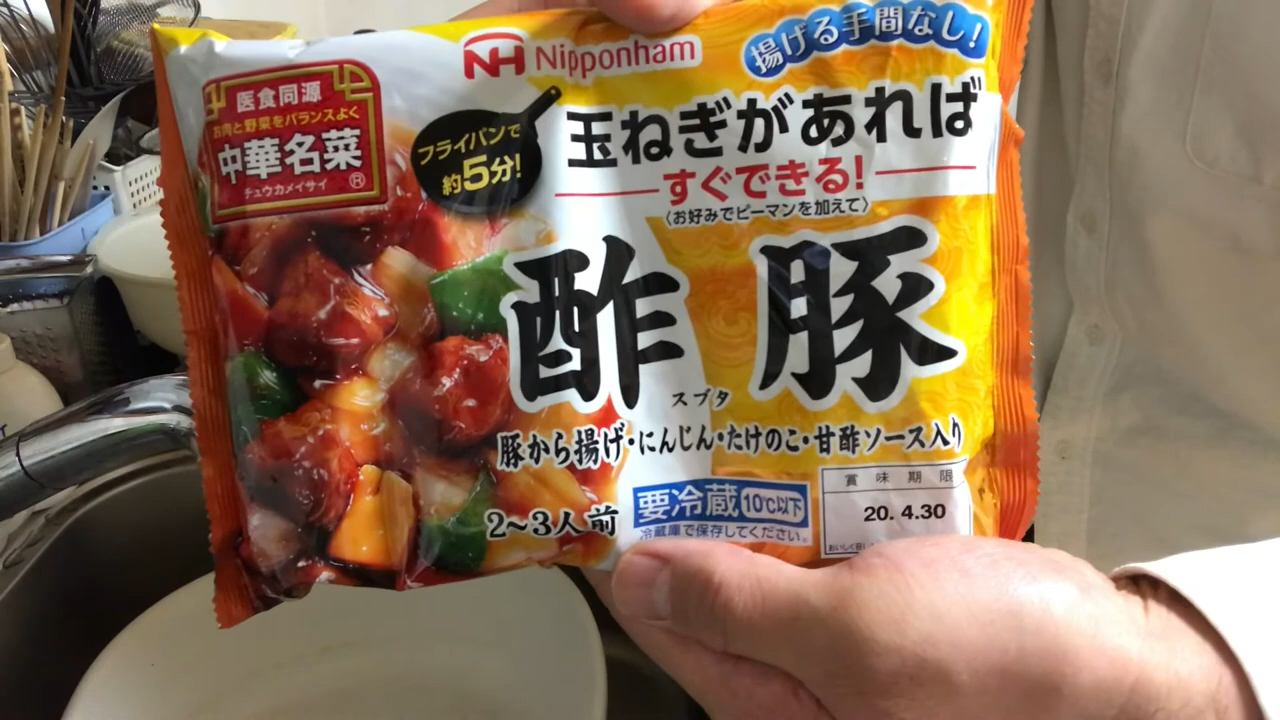 NH Nipponham
揚げる手間なし!
医食同源
お肉と野菜をバランスよく
中華名菜
チュウカメイサイ ®
フライパンで
約5分!
玉ねぎがあれば
すぐできる!
〈お好みでピーマンを加えて〉
酢豚
スブタ
豚から揚げ・にんじん・たけのこ・甘酢ソース入り
2〜3人前
要冷蔵 10℃以下
冷蔵庫で保存してください。
賞味期限
20. 4.30